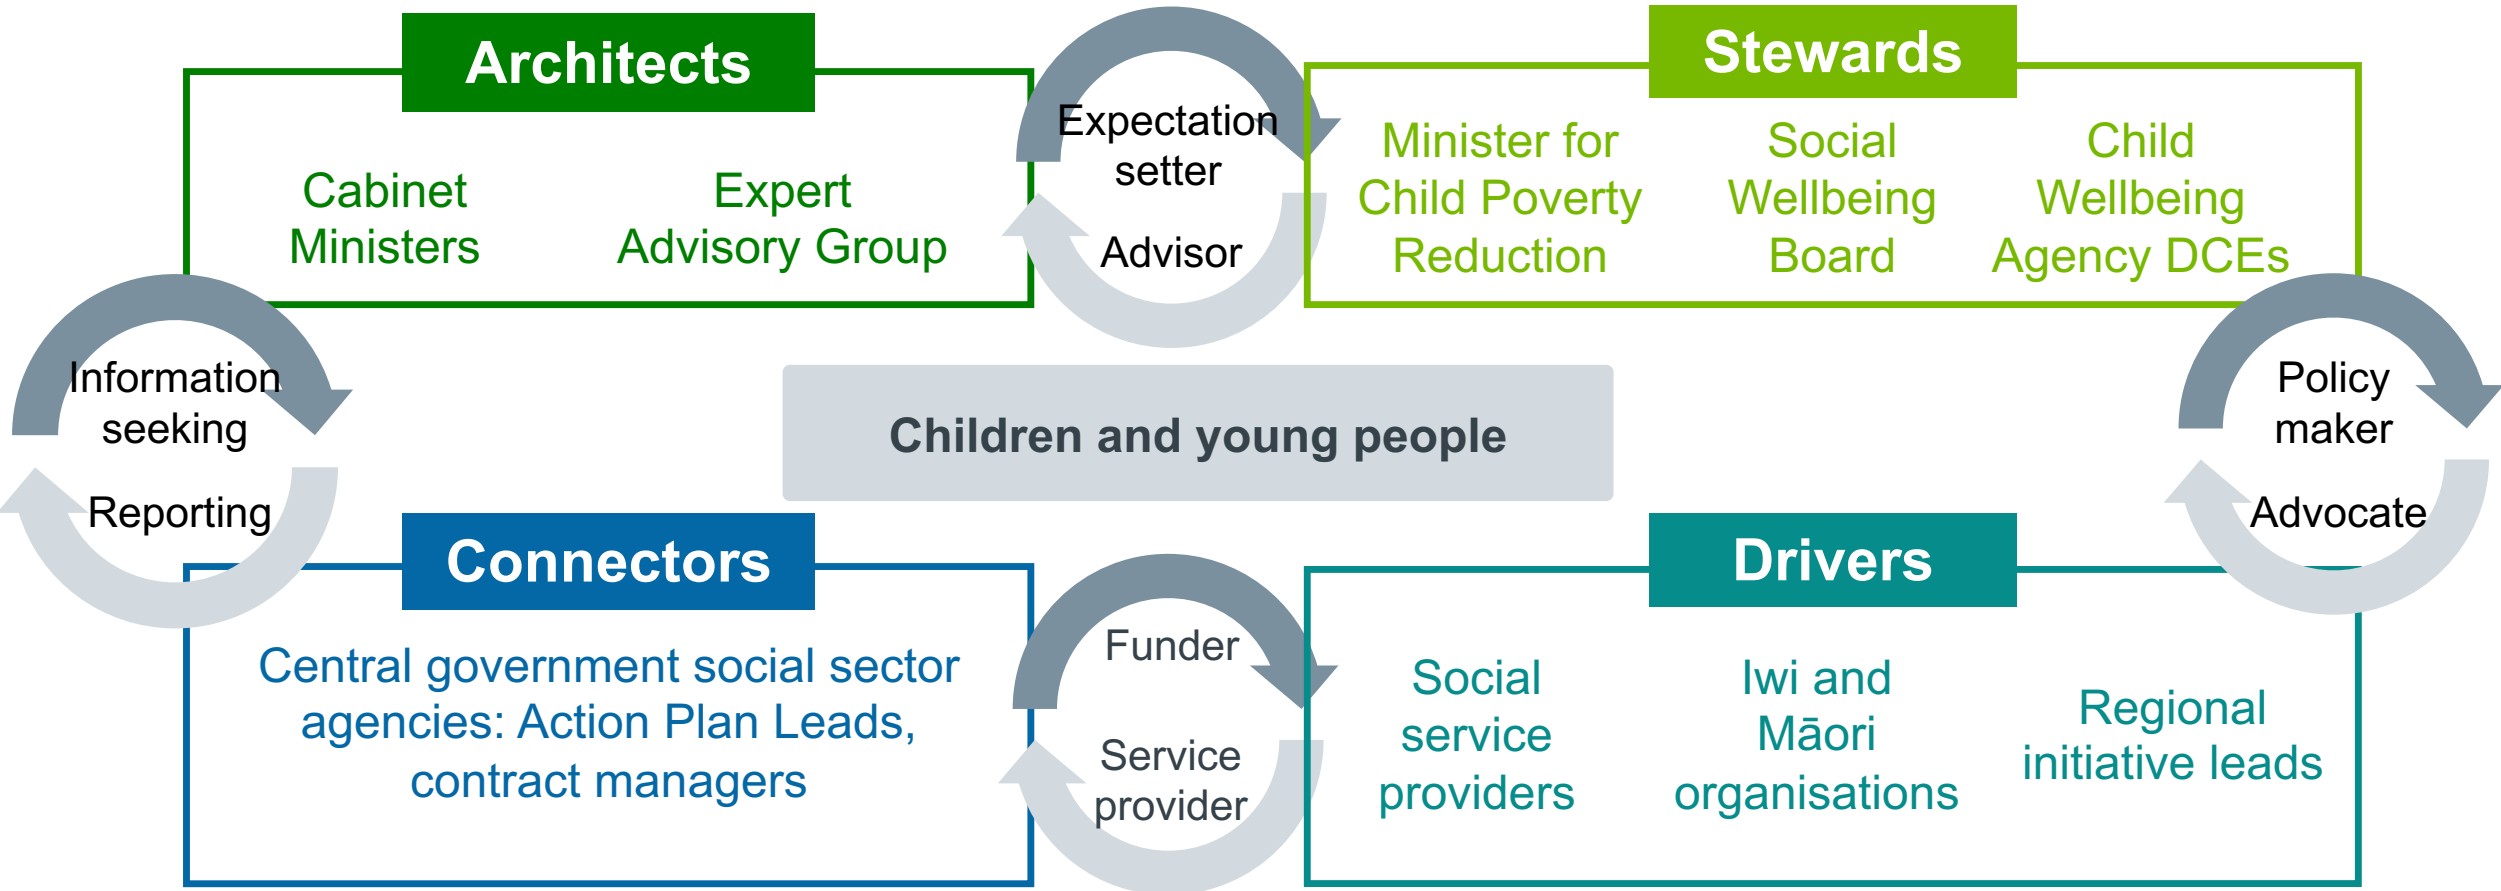 Architects
Cabinet
Ministers
Expert
Advisory Group
Expectation
setter
Advisor
Stewards
Minister for
Child Poverty
Reduction
Social
Wellbeing
Board
Child
Wellbeing
Agency DCEs
Information
seeking
Reporting
Children and young people
Policy
maker
Advocate
Connectors
Central government social sector
agencies: Action Plan Leads,
contract managers
Funder
Service
provider
Drivers
Social
service
providers
Iwi and
Māori
organisations
Regional
initiative leads